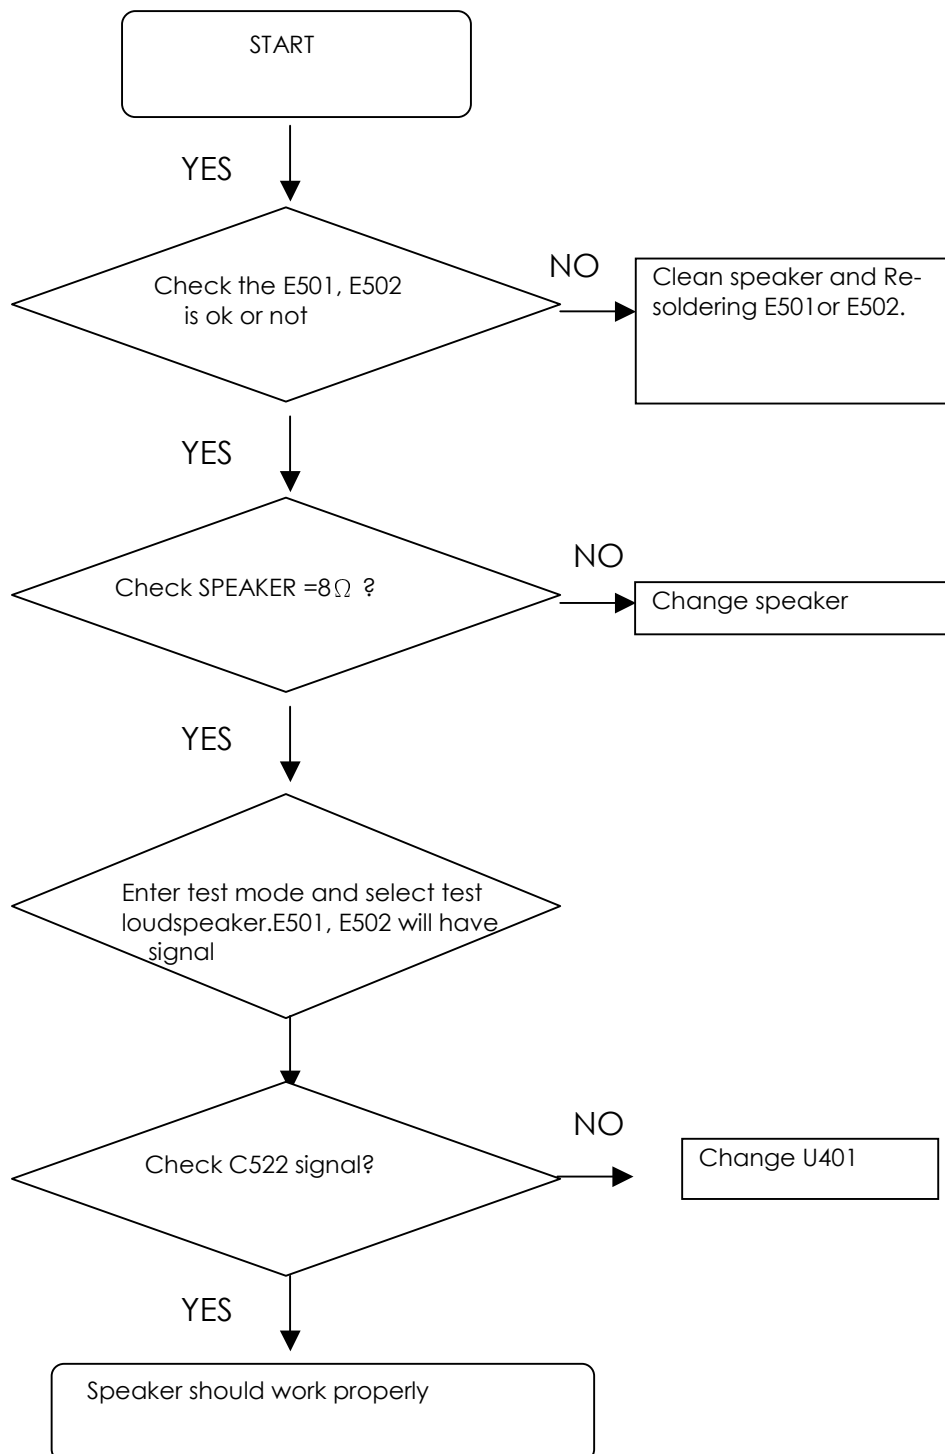 START
YES
Check the E501, E502
is ok or not
NO
Clean speaker and Re-
soldering E501or E502.
YES
Check SPEAKER =8Ω ?
NO
Change speaker
YES
Enter test mode and select test
loudspeaker.E501, E502 will have
signal
Check C522 signal?
NO
Change U401
YES
Speaker should work properly